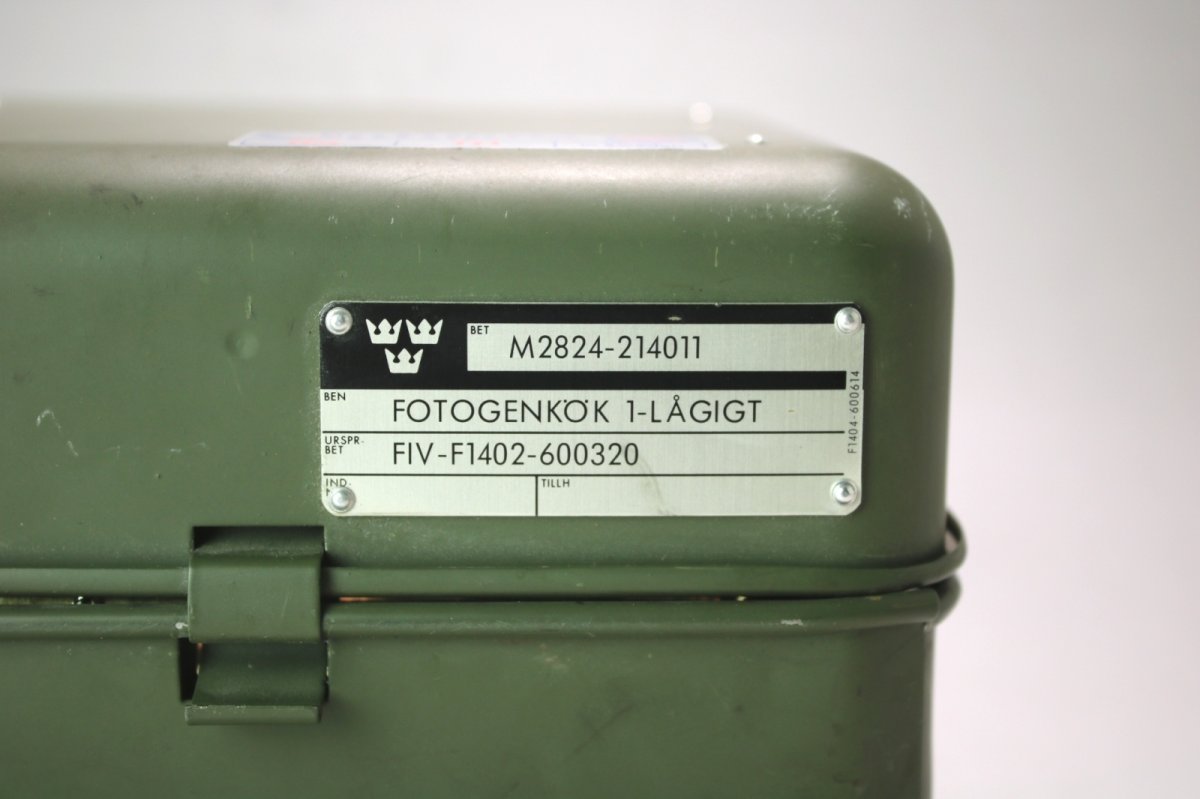 BET
M2824-214011
BEN
FOTOGENKÖK 1-LÅGIGT
URSPR-
BET
FIV-F1402-600320
IND.
TILLH
F1404-600614